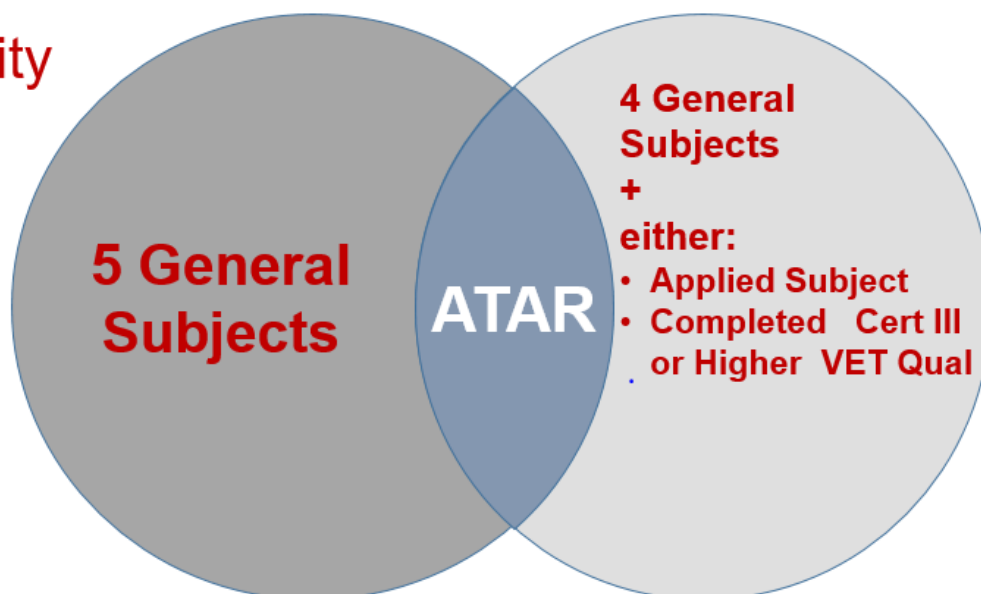 ity
5 General
Subjects
ATAR
4 General
Subjects
+
either:
• Applied Subject
• Completed Cert III
or Higher VET Qual
.